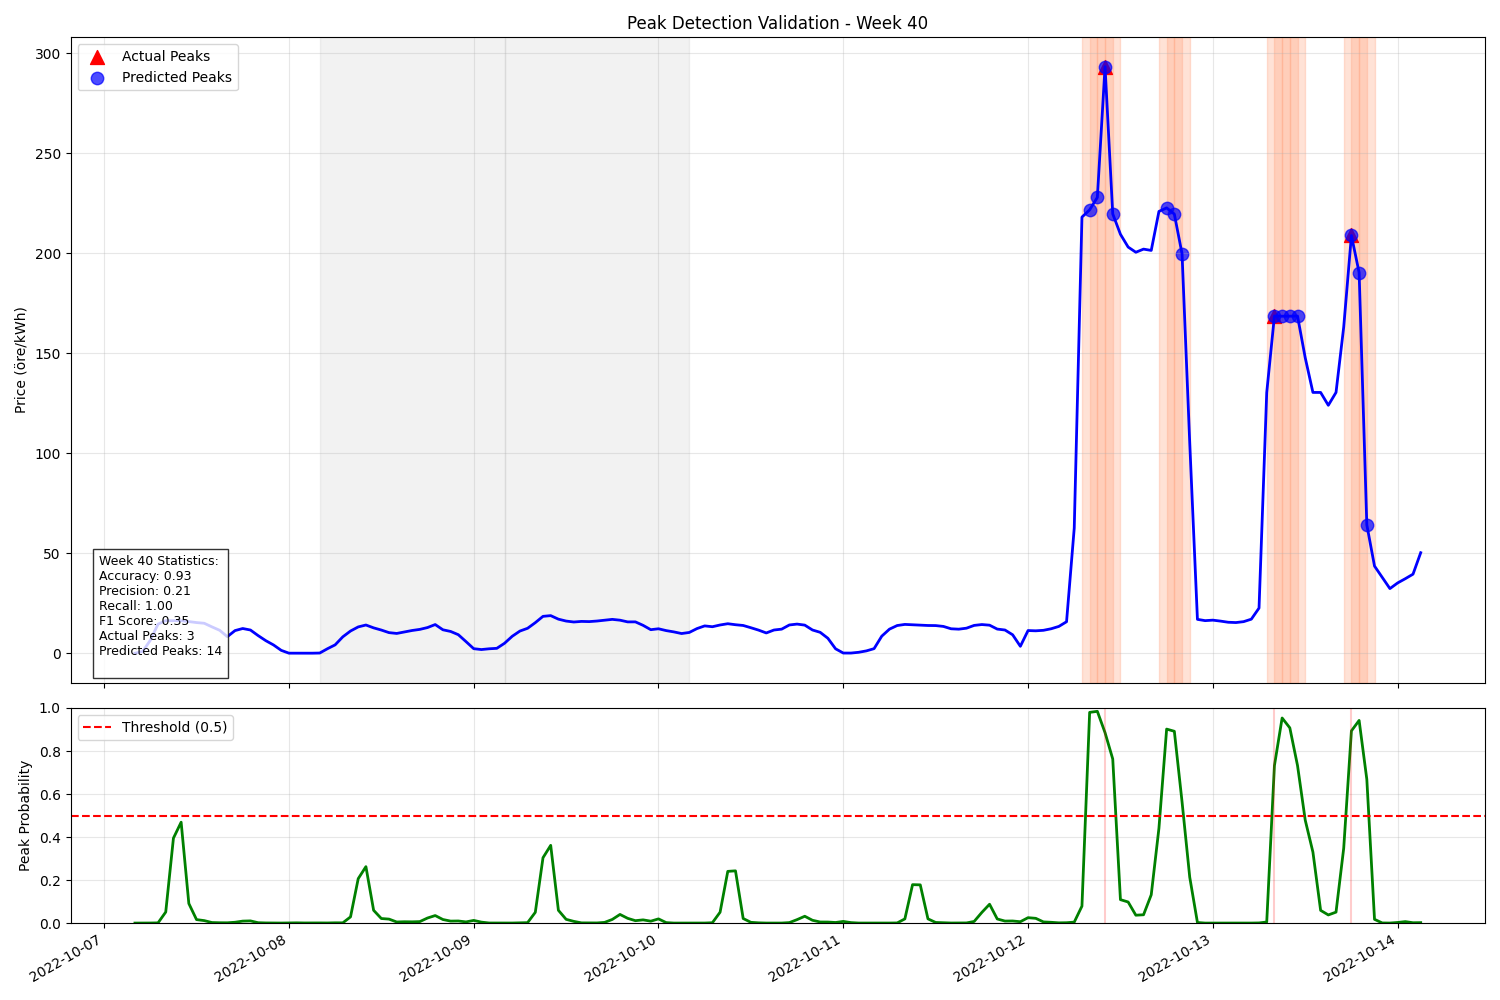 Peak Detection Validation - Week 40
Actual Peaks
Predicted Peaks
Price (öre/kWh)
300
250
200
150
100
50
0
Week 40 Statistics:
Accuracy: 0.93
Precision: 0.21
Recall: 1.00
F1 Score: 0.35
Actual Peaks: 3
Predicted Peaks: 14
Threshold (0.5)
Peak Probability
1.0
0.8
0.6
0.4
0.2
0.0
2022-10-07
2022-10-08
2022-10-09
2022-10-10
2022-10-11
2022-10-12
2022-10-13
2022-10-14